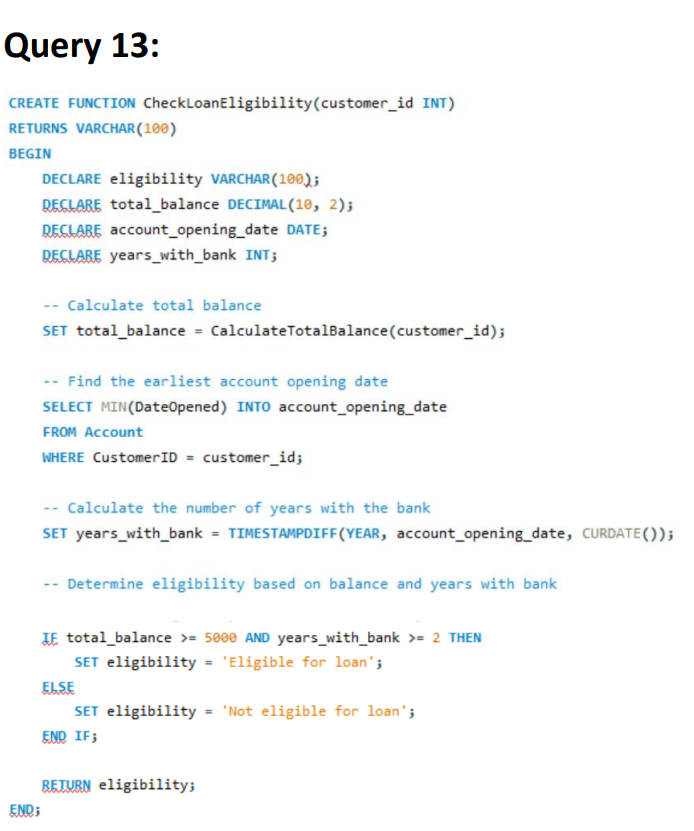 Query 13:
CREATE FUNCTION CheckLoanEligibility(customer_id INT)
RETURNS VARCHAR(100)
BEGIN
DECLARE eligibility VARCHAR(100);
DECLARE total_balance DECIMAL(10, 2);
DECLARE account_opening_date DATE;
DECLARE years_with_bank INT;
-- Calculate total balance
SET total_balance = CalculateTotalBalance(customer_id);
-- Find the earliest account opening date
SELECT MIN(DateOpened) INTO account_opening_date
FROM Account
WHERE CustomerID = customer_id;
-- Calculate the number of years with the bank
SET years_with_bank = TIMESTAMPDIFF(YEAR, account_opening_date, CURDATE());
-- Determine eligibility based on balance and years with bank
IF total_balance >= 5000 AND years_with_bank >= 2 THEN
SET eligibility = 'Eligible for loan';
ELSE
SET eligibility = 'Not eligible for loan';
END IF;
RETURN eligibility;
END;